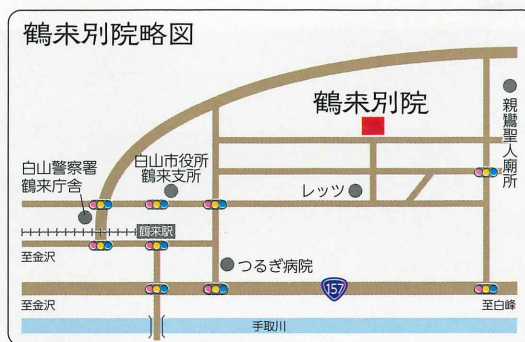 鶴来別院略図
鶴来別院
親鸞聖人廟所
白山警察署
鶴来庁舎
白山市役所
鶴来支所
レッツ
鶴来駅
至金沢
つるぎ病院
至金沢
157
至白峰
手取川